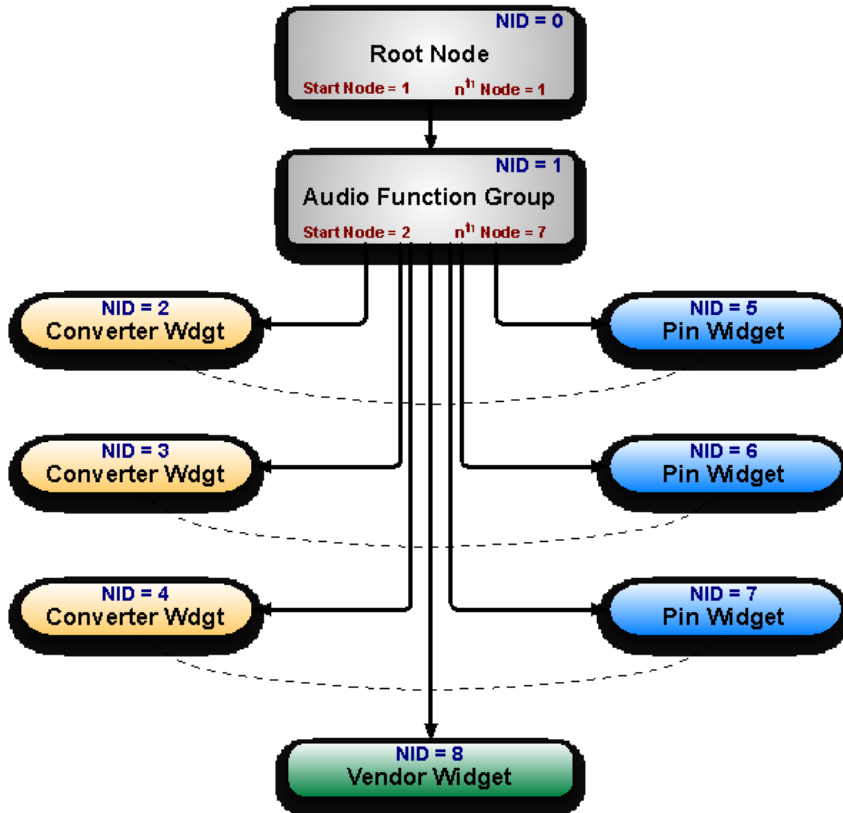 NID = 0
Root Node
Start Node = 1 nth Node = 1
NID = 1
Audio Function Group
Start Node = 2 nth Node = 7
NID = 2
Converter Wdgt
NID = 5
Pin Widget
NID = 3
Converter Wdgt
NID = 6
Pin Widget
NID = 4
Converter Wdgt
NID = 7
Pin Widget
NID = 8
Vendor Widget